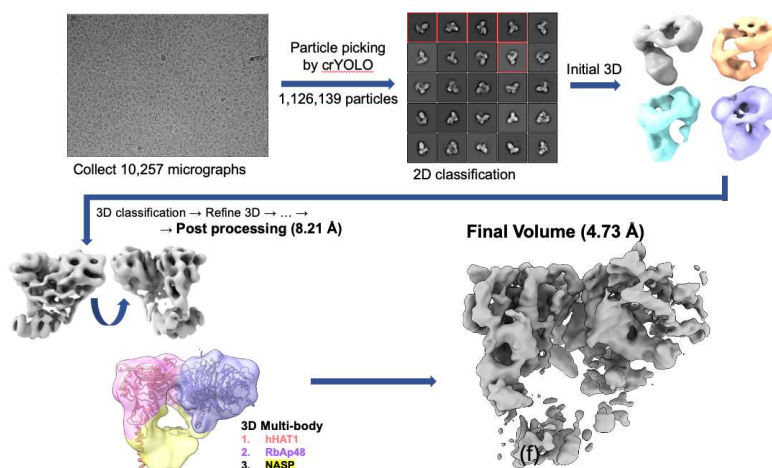 Particle picking
by crYOLO
1,126,139 particles
Initial 3D
Collect 10,257 micrographs
2D classification
3D classification → Refine 3D → … →
→ Post processing (8.21 Å)
Final Volume (4.73 Å)
3D Multi-body
1. hHAT1
2. RbAp48
3. NASP
(f)